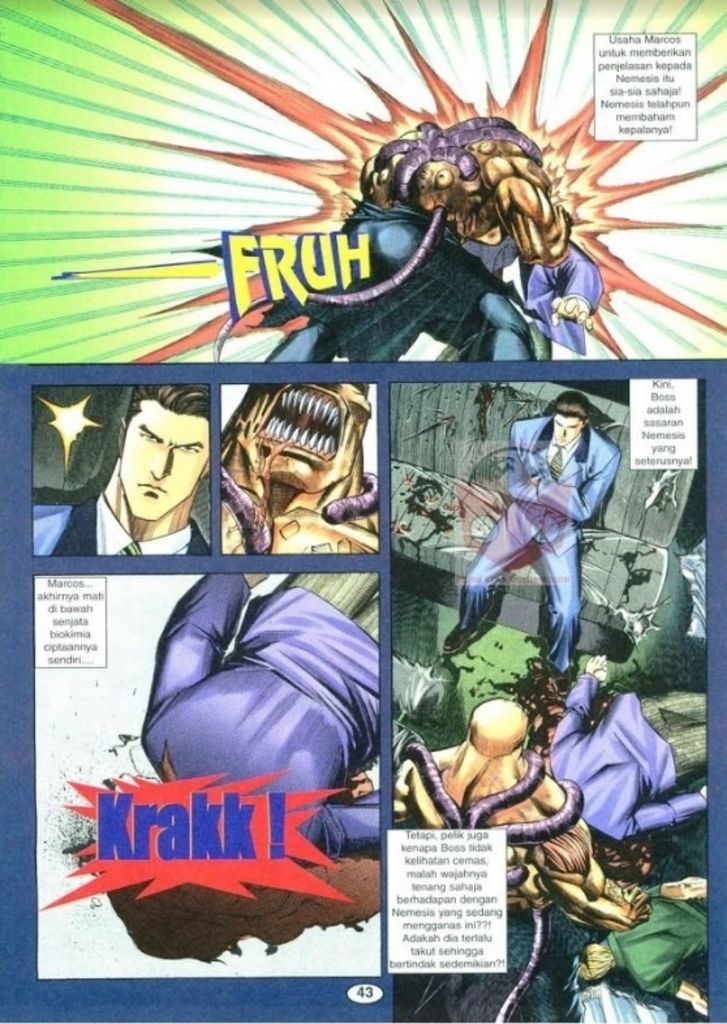 Usaha Marcos
untuk memberikan
penjelasan kepada
Nemesis itu
sia-sia sahaja!
Nemesis telahpun
membaham
kepalanya!
FRUH
Kini,
Boss
adalah
sasaran
Nemesis
yang
seterusnya!
Marcos...
akhirnya mati
di bawah
senjata
biokimia
ciptaannya
sendiri....
Krakk!
Tetapi, pelik juga
kenapa Boss tidak
kelihatan cemas,
malah wajahnya
tenang sahaja
berhadapan dengan
Nemesis yang sedang
mengganas ini??!
Adakah dia terlalu
takut sehingga
bertindak sedemikian?!
43